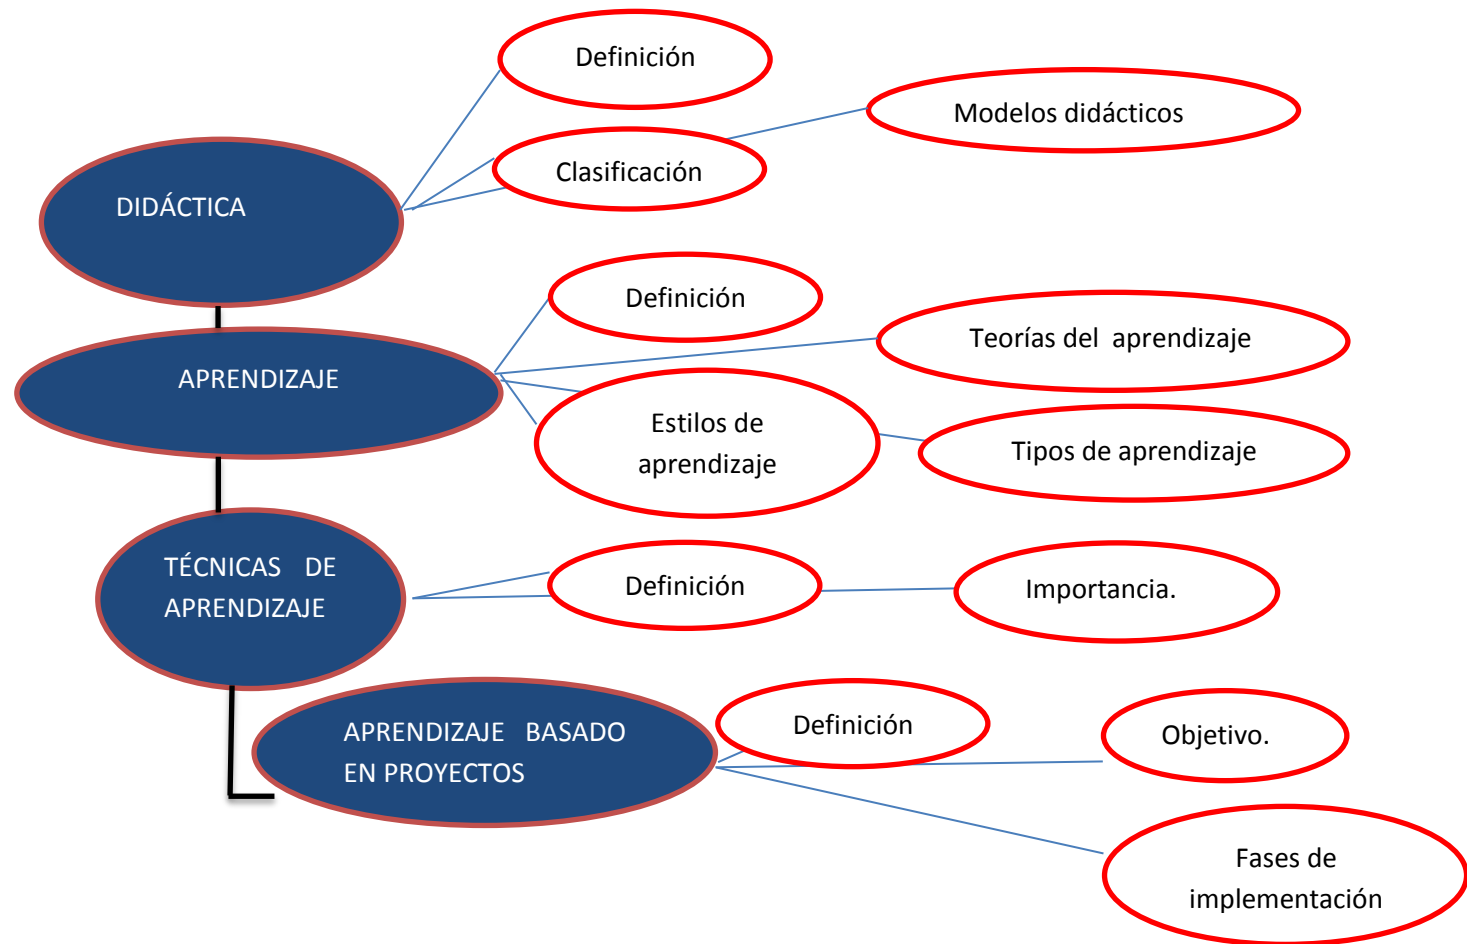 Definición
Modelos didácticos
Clasificación
DIDÁCTICA
Definición
Teorías del aprendizaje
APRENDIZAJE
Estilos de
aprendizaje
Tipos de aprendizaje
TÉCNICAS DE
APRENDIZAJE
Definición
Importancia.
APRENDIZAJE BASADO
EN PROYECTOS
Definición
Objetivo.
Fases de
implementación